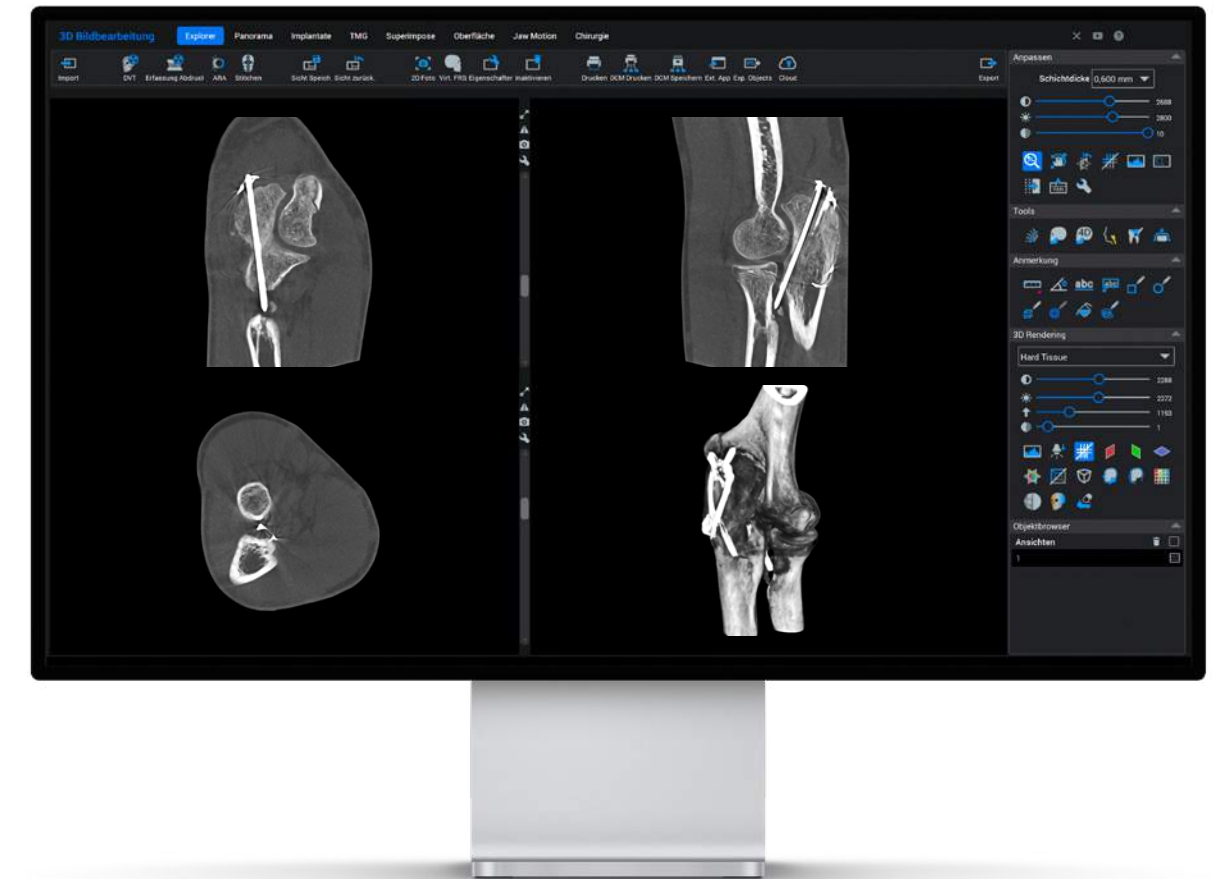 3D Bildbearbeitung Explorer Panorama Implantate TMG Superimpose Oberfläche Jaw Motion Chirurgie
Import DVT Erfassung Abdruck ARA Stitchen Sicht Speich. Sicht zurück. 2D Foto Virt. FRS Eigenschaften Inaktivieren Drucken DCM Drucken DCM Speichern Ext. App Exp. Objects Cloud Export
Anpassen
Schichtdicke 0,600 mm
2688
2800
10
Tools
4D
Anmerkung
abc abc
3D Rendering
Hard Tissue
2288
2272
1163
1
Objektbrowser
Ansichten
1